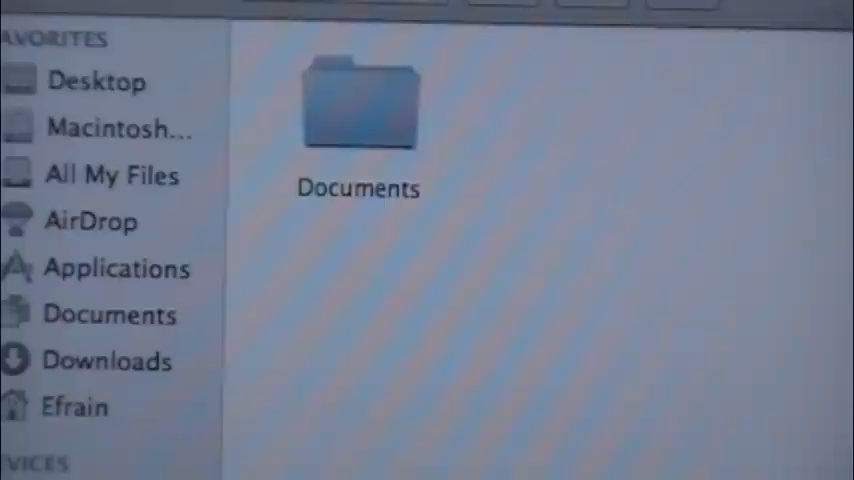 AVORITES
Desktop
Macintosh...
All My Files
AirDrop
Applications
Documents
Downloads
Efrain
VICES
Documents